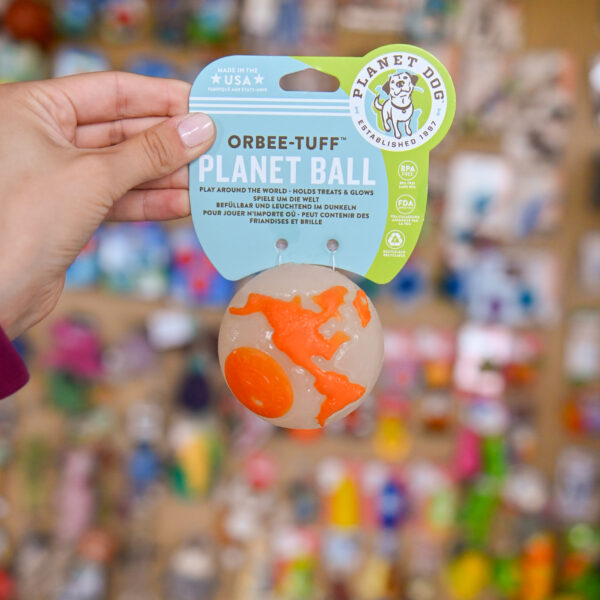 MADE IN THE
USA
PLANET DOG
ESTABLISHED 1997
ORBEE-TUFF™
PLANET BALL
PLAY AROUND THE WORLD · HOLDS TREATS & GLOWS
SPIELE UM DIE WELT
BEFÜLLBAR UND LEUCHTEND IM DUNKELN
POUR JOUER N'IMPORTE OÙ · PEUT CONTENIR DES
FRIANDISES ET BRILLE
BPA
FREE
FDA